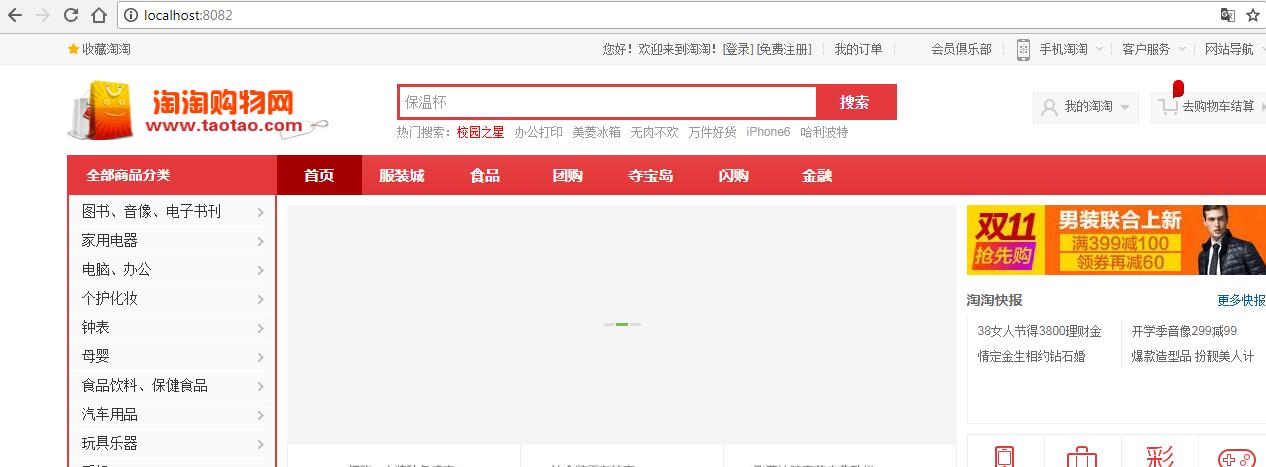 localhost:8082
收藏淘淘
您好！欢迎来到淘淘！[登录] [免费注册] 我的订单 会员俱乐部 手机淘淘 客户服务 网站导航
淘淘购物网
www.taotao.com
保温杯 搜索
我的淘淘 去购物车结算
热门搜索：校园之星 办公打印 美菱冰箱 无肉不欢 万件好货 iPhone6 哈利波特
全部商品分类 首页 服装城 食品 团购 夺宝岛 闪购 金融
图书、音像、电子书刊
家用电器
电脑、办公
个护化妆
钟表
母婴
食品饮料、保健食品
汽车用品
玩具乐器
双11
抢先购
男装联合上新
满399减100
领券再减60
淘淘快报 更多快报
38女人节得3800理财金 开学季音像299减99
情定金生相约钻石婚 爆款造型品 扮靓美人计
彩